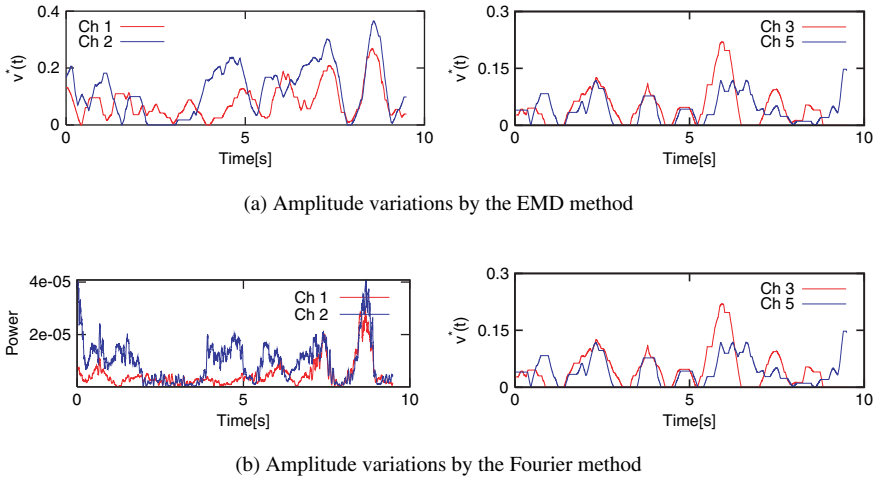 0.4
0.2
0
v*(t)
Ch 1
Ch 2
0 5 10
Time[s]
0.3
0.15
0
v*(t)
Ch 3
Ch 5
0 5 10
Time[s]
(a) Amplitude variations by the EMD method
4e-05
2e-05
Power
Ch 1
Ch 2
0 5 10
Time[s]
0.3
0.15
0
v*(t)
Ch 3
Ch 5
0 5 10
Time[s]
(b) Amplitude variations by the Fourier method